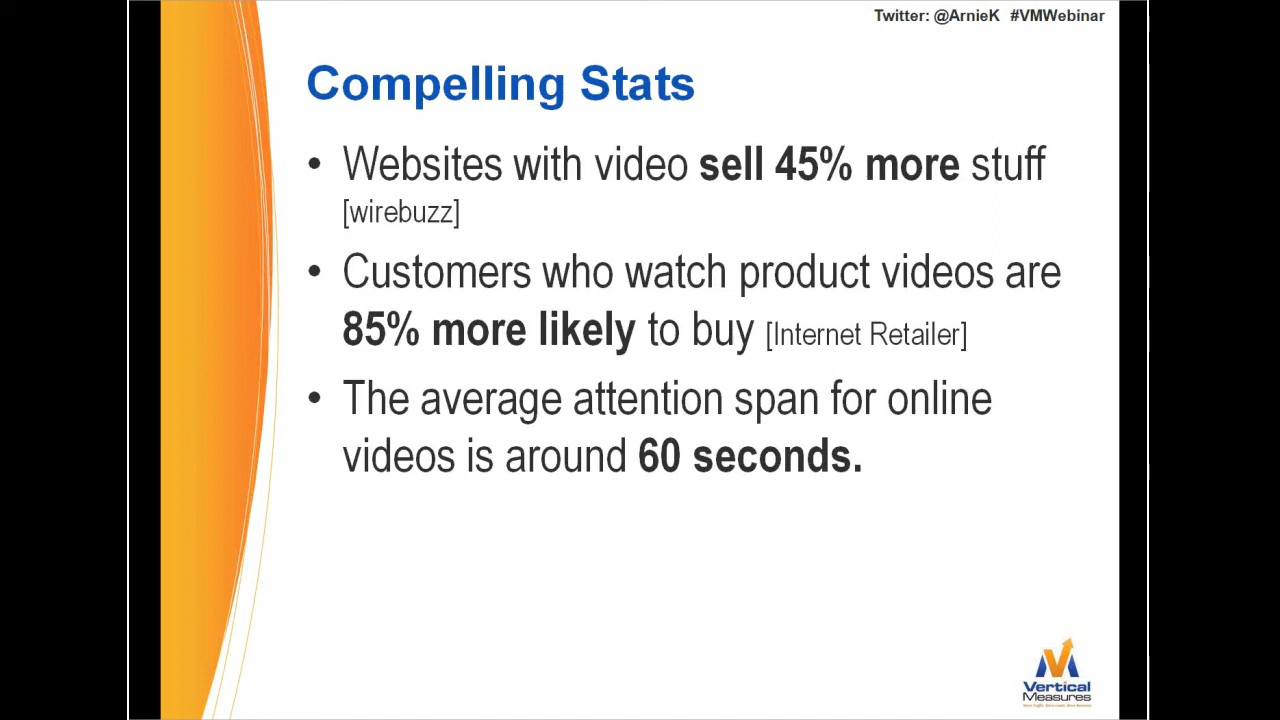 Twitter: @ArnieK #VMWebinar
Compelling Stats
• Websites with video sell 45% more stuff
[wirebuzz]
• Customers who watch product videos are
85% more likely to buy [Internet Retailer]
• The average attention span for online
videos is around 60 seconds.
Vertical
Measures